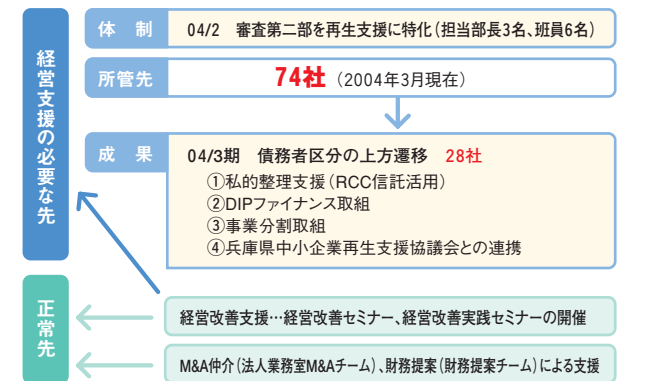 経営支援の必要な先
体制 04/2 審査第二部を再生支援に特化(担当部長3名、班員6名)
所管先 74社 (2004年3月現在)
成果 04/3期 債務者区分の上方遷移 28社
①私的整理支援(RCC信託活用)
②DIPファイナンス取組
③事業分割取組
④兵庫県中小企業再生支援協議会との連携
正常先
経営改善支援…経営改善セミナー、経営改善実践セミナーの開催
M&A仲介(法人業務室M&Aチーム)、財務提案(財務提案チーム)による支援